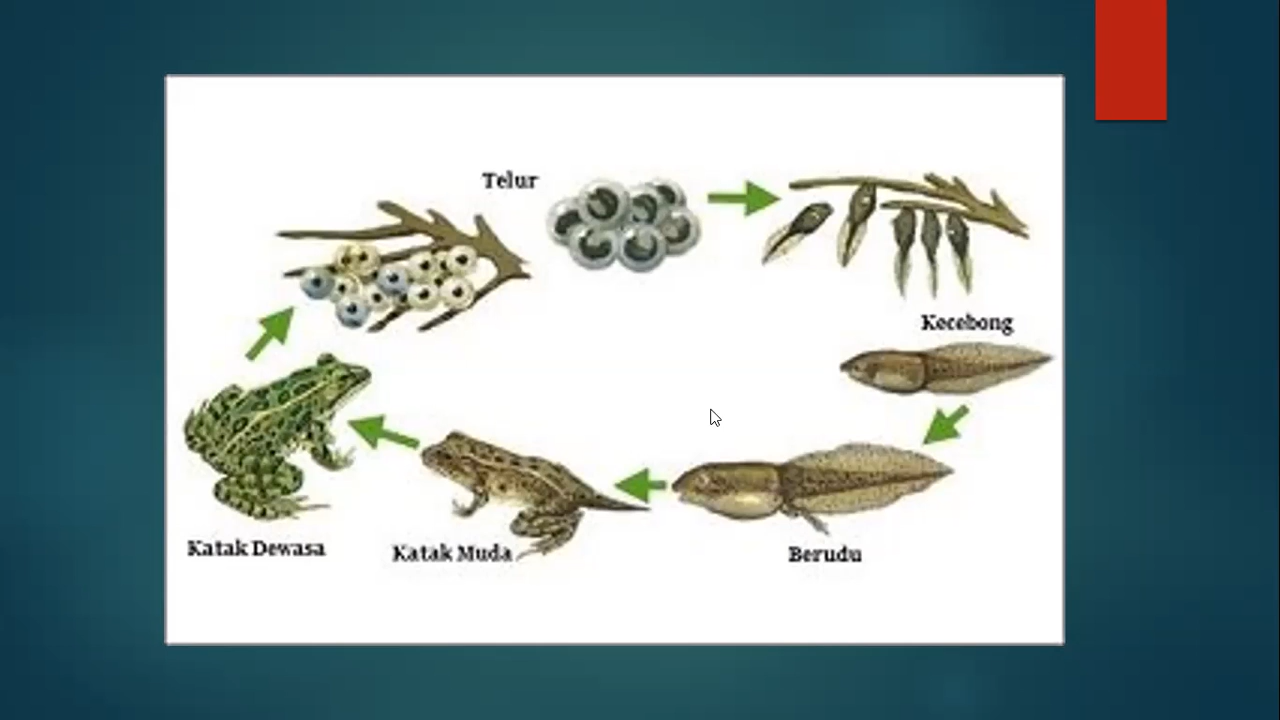 Telur
Kecebong
Katak Dewasa
Katak Muda
Berudu